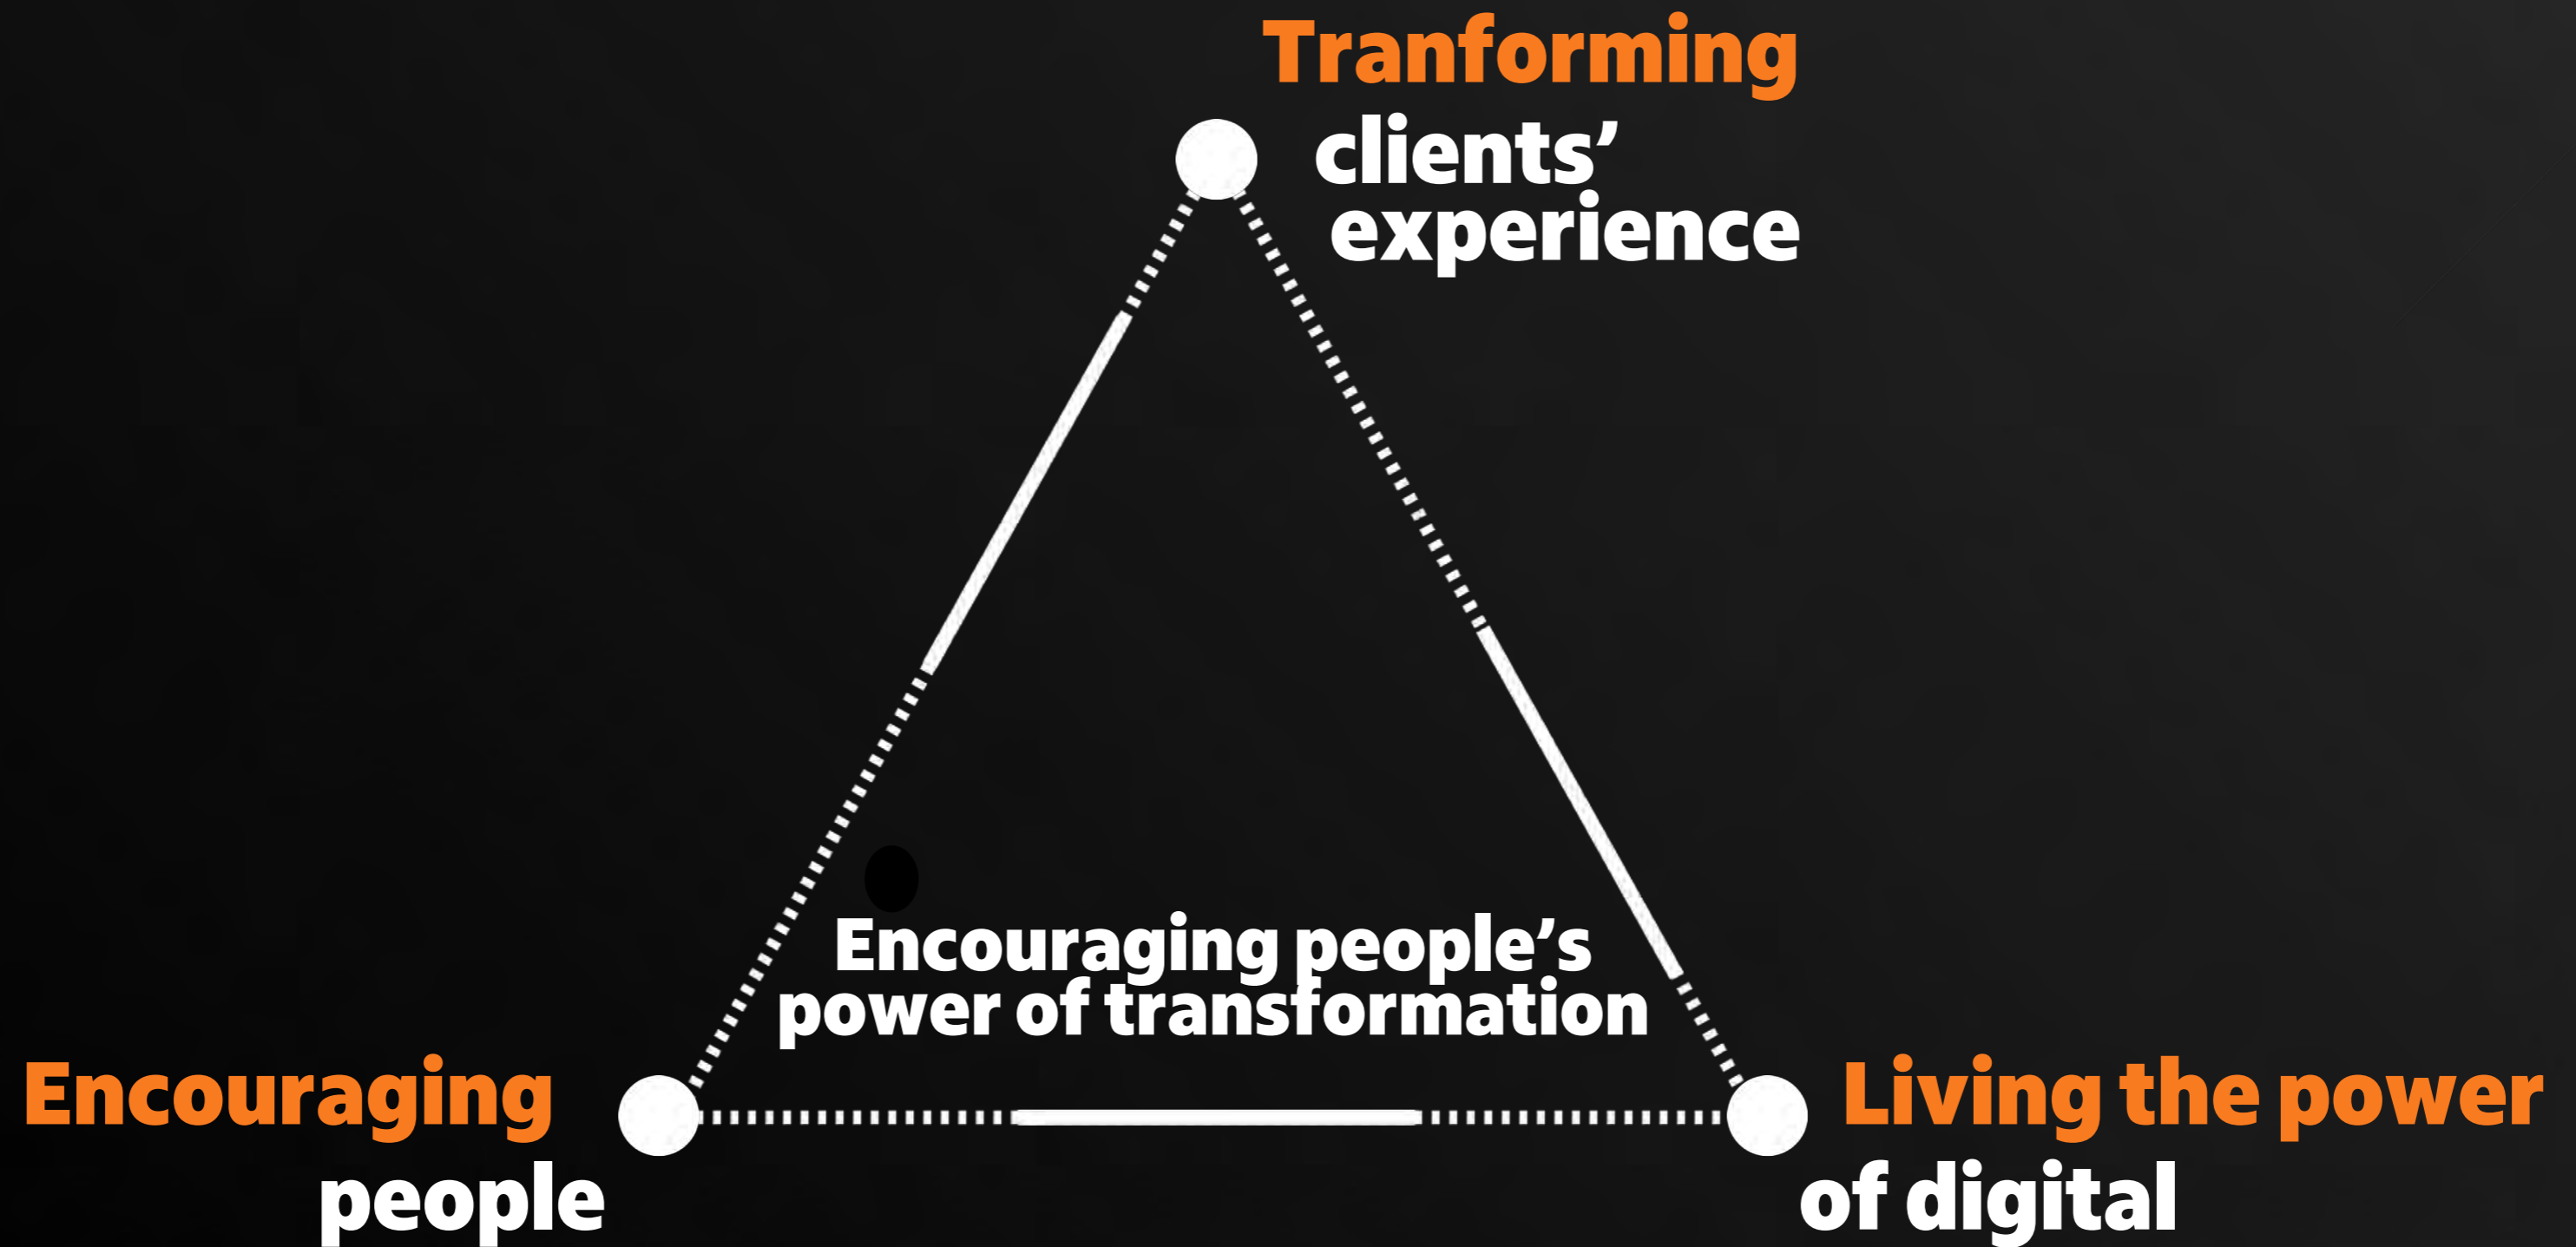 Tranforming
clients’
experience
Encouraging people’s
power of transformation
Encouraging
people
Living the power
of digital